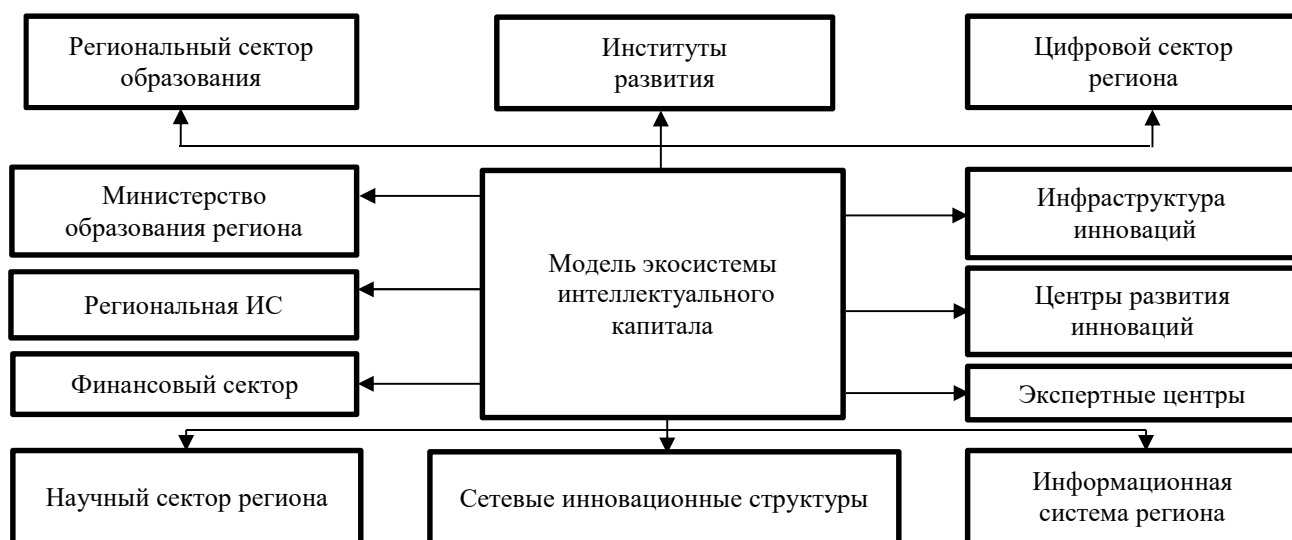 Региональный сектор
образования
Институты
развития
Цифровой сектор
региона
Министерство
образования региона
Региональная ИС
Финансовый сектор
Модель экосистемы
интеллектуального
капитала
Инфраструктура
инноваций
Центры развития
инноваций
Экспертные центры
Научный сектор региона
Сетевые инновационные структуры
Информационная
система региона